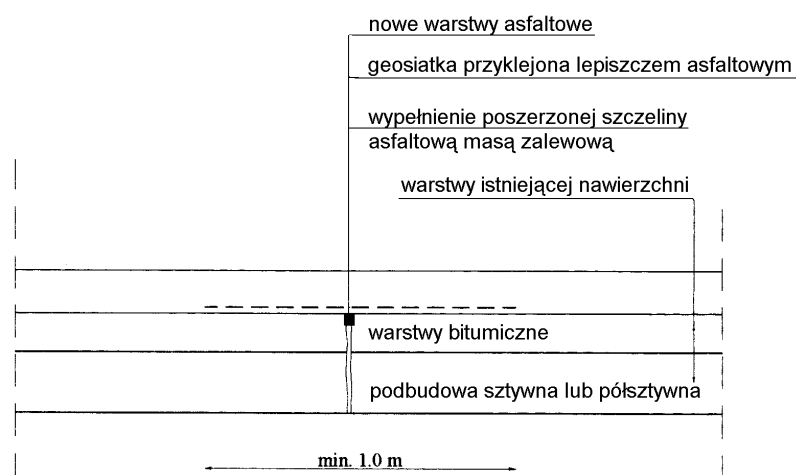 nowe warstwy asfaltowe
geosiatka przyklejona lepiszczem asfaltowym
wypełnienie poszerzonej szczeliny
asfaltową masą zalewową
warstwy istniejącej nawierzchni
warstwy bitumiczne
podbudowa sztywna lub półsztywna
min. 1.0 m